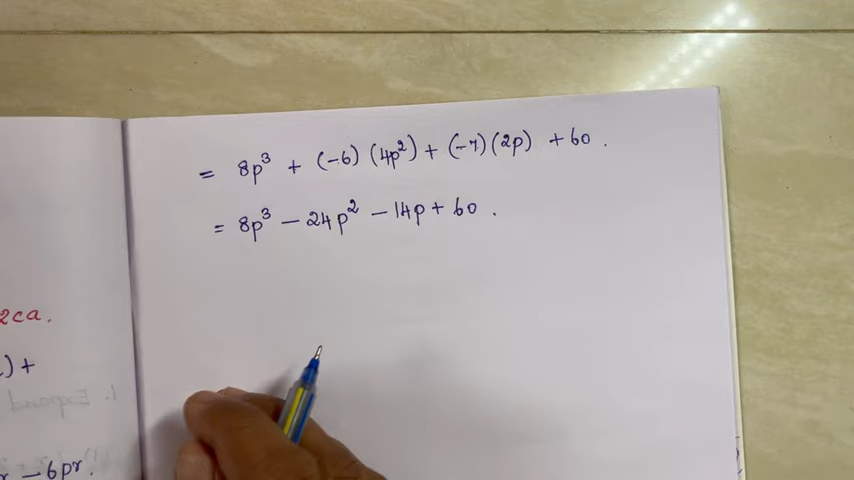 2ca.
) +
– 6pr.
= 8p³ + (-6) (4p²) + (-7) (2p) + 60 .
= 8p³ – 24p² – 14p + 60 .